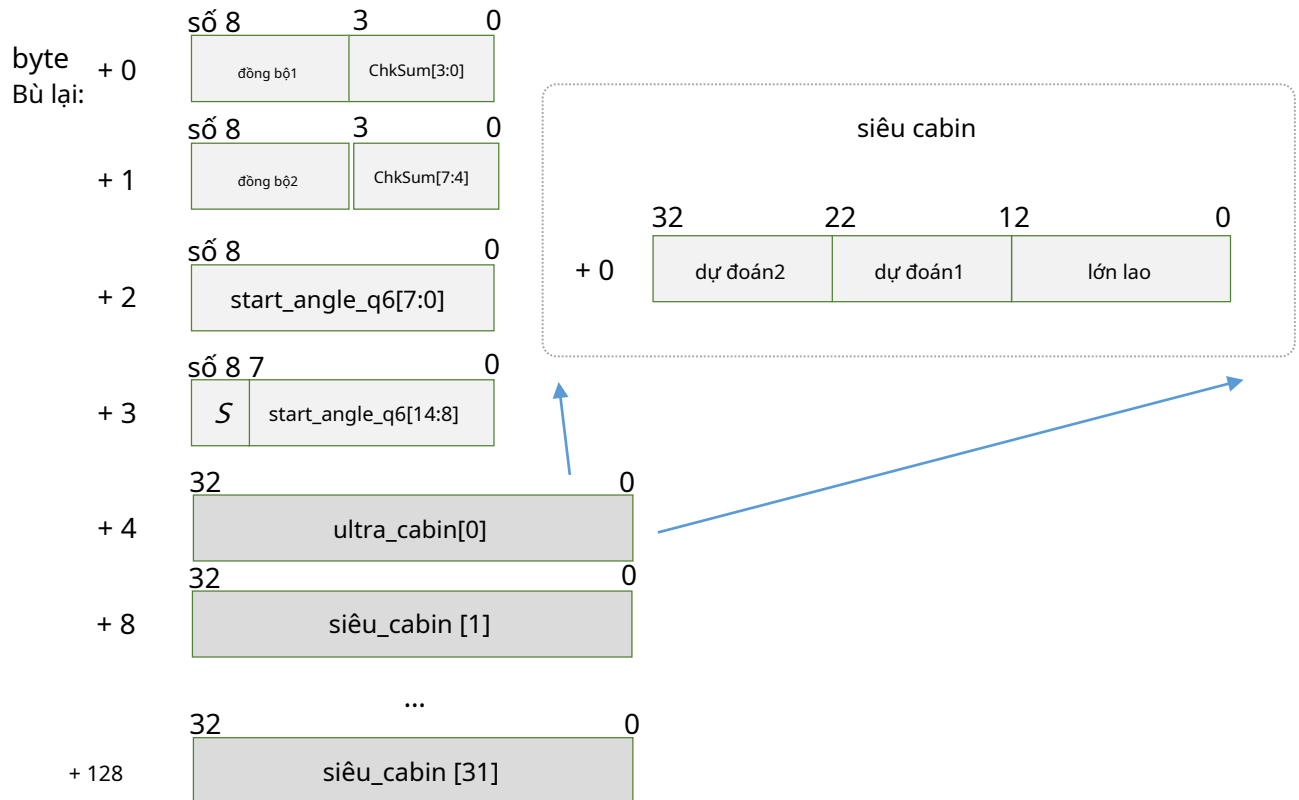 số 8 3 0
byte
Bù lại:
+ 0
đồng bộ1 ChkSum[3:0]
số 8 3 0
+ 1
đồng bộ2 ChkSum[7:4]
số 8 0
+ 2
start_angle_q6[7:0]
số 8 7 0
+ 3
S start_angle_q6[14:8]
32 0
+ 4
ultra_cabin[0]
32 0
+ 8
siêu_cabin [1]
...
32 0
+ 128
siêu_cabin [31]
siêu cabin
32 22 12 0
+ 0
dự đoán2 dự đoán1 lớn lao